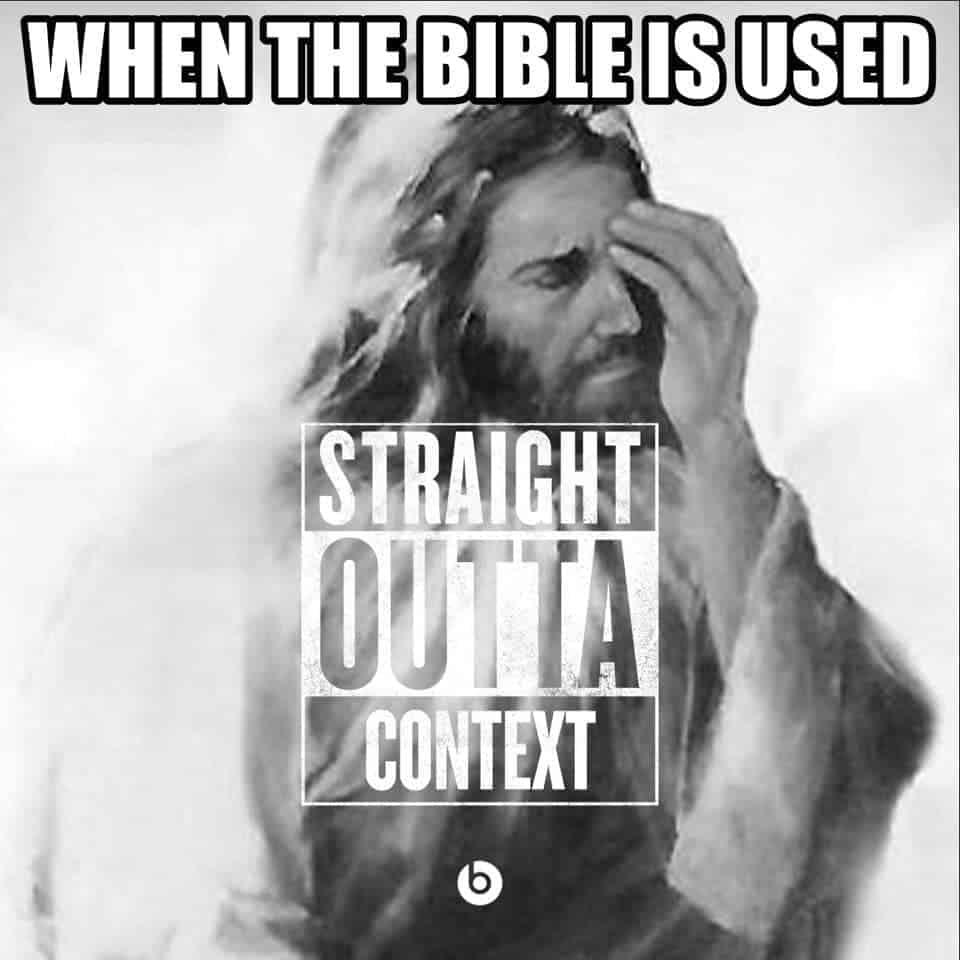 WHEN THE BIBLE IS USED
STRAIGHT
OUTTA
CONTEXT
b